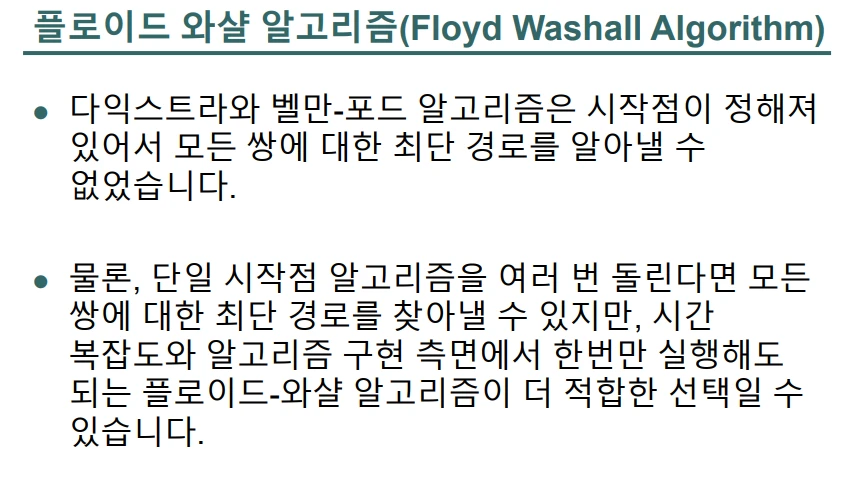 플로이드 와샬 알고리즘(Floyd Washall Algorithm)
● 다익스트라와 벨만-포드 알고리즘은 시작점이 정해져
있어서 모든 쌍에 대한 최단 경로를 알아낼 수
없었습니다.
● 물론, 단일 시작점 알고리즘을 여러 번 돌린다면 모든
쌍에 대한 최단 경로를 찾아낼 수 있지만, 시간
복잡도와 알고리즘 구현 측면에서 한번만 실행해도
되는 플로이드-와샬 알고리즘이 더 적합한 선택일 수
있습니다.